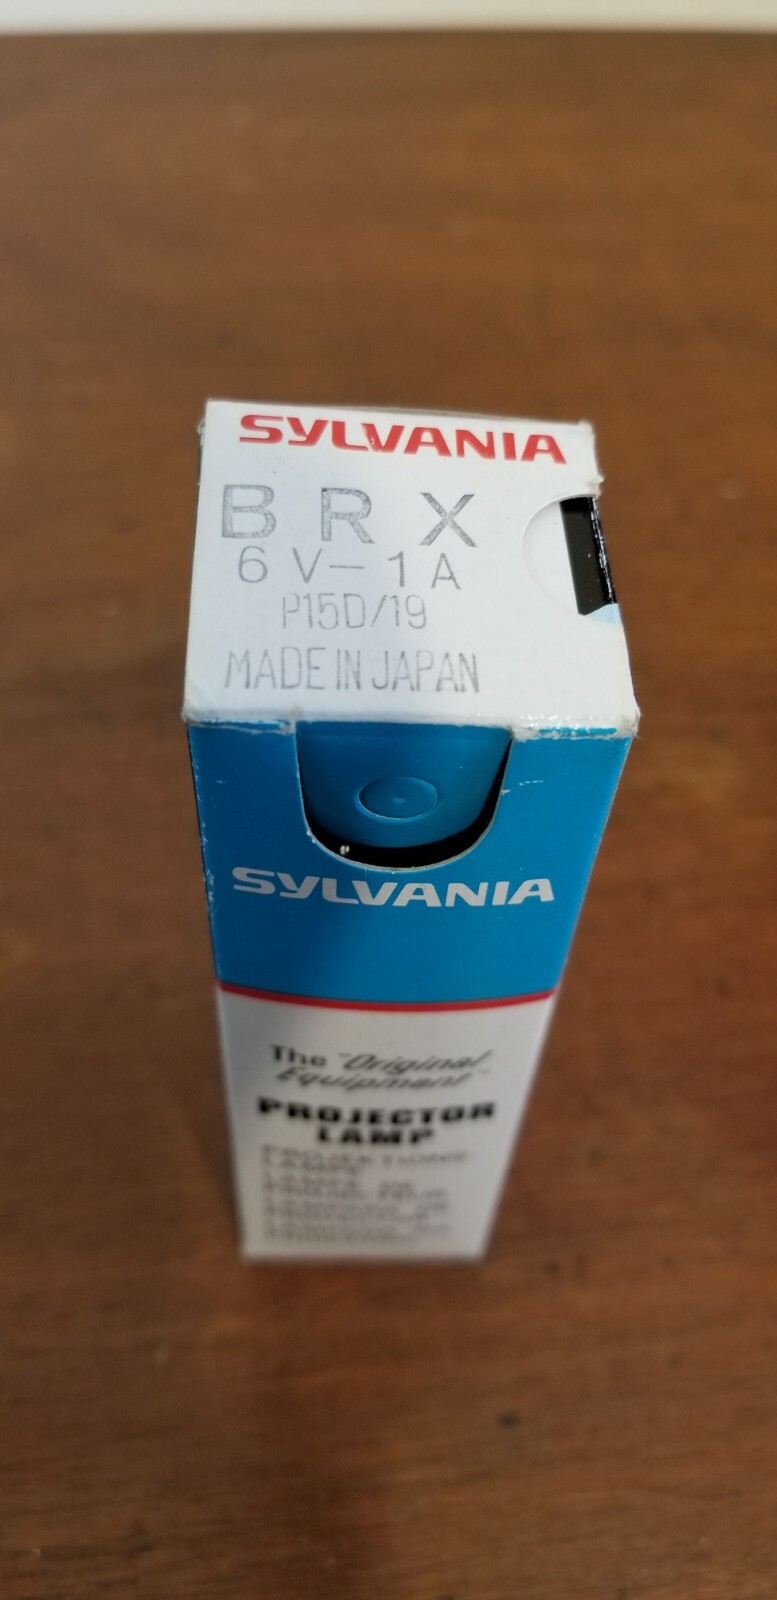 SYLVANIA
BRX
6V-1A
P15D/19
MADE IN JAPAN
SYLVANIA
The "Original
Equipment"
PROJECTOR
LAMP